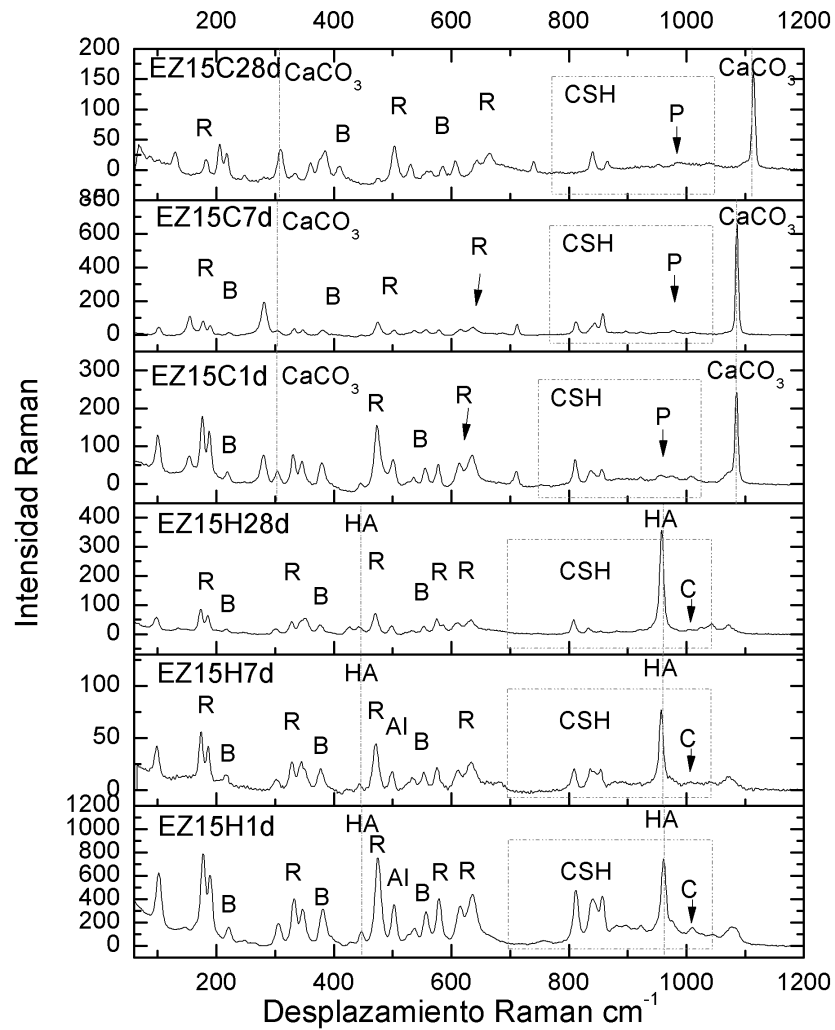 200 400 600 800 1000 1200
EZ15C28d CaCO3 CaCO3
R B R B R CSH P
200
150
100
50
0
EZ15C7d CaCO3 CaCO3
R B B R R CSH P
800
600
400
200
0
EZ15C1d CaCO3 CaCO3
B R B R CSH P
300
200
100
0
EZ15H28d HA HA
R B R B R B R R CSH C
400
300
200
100
0
EZ15H7d HA HA
R B R B R Al B R CSH C
100
50
0
EZ15H1d HA HA
B R B R Al B R R CSH C
1200
1000
800
600
400
200
0
200 400 600 800 1000 1200
Intensidad Raman
Desplazamiento Raman cm-1